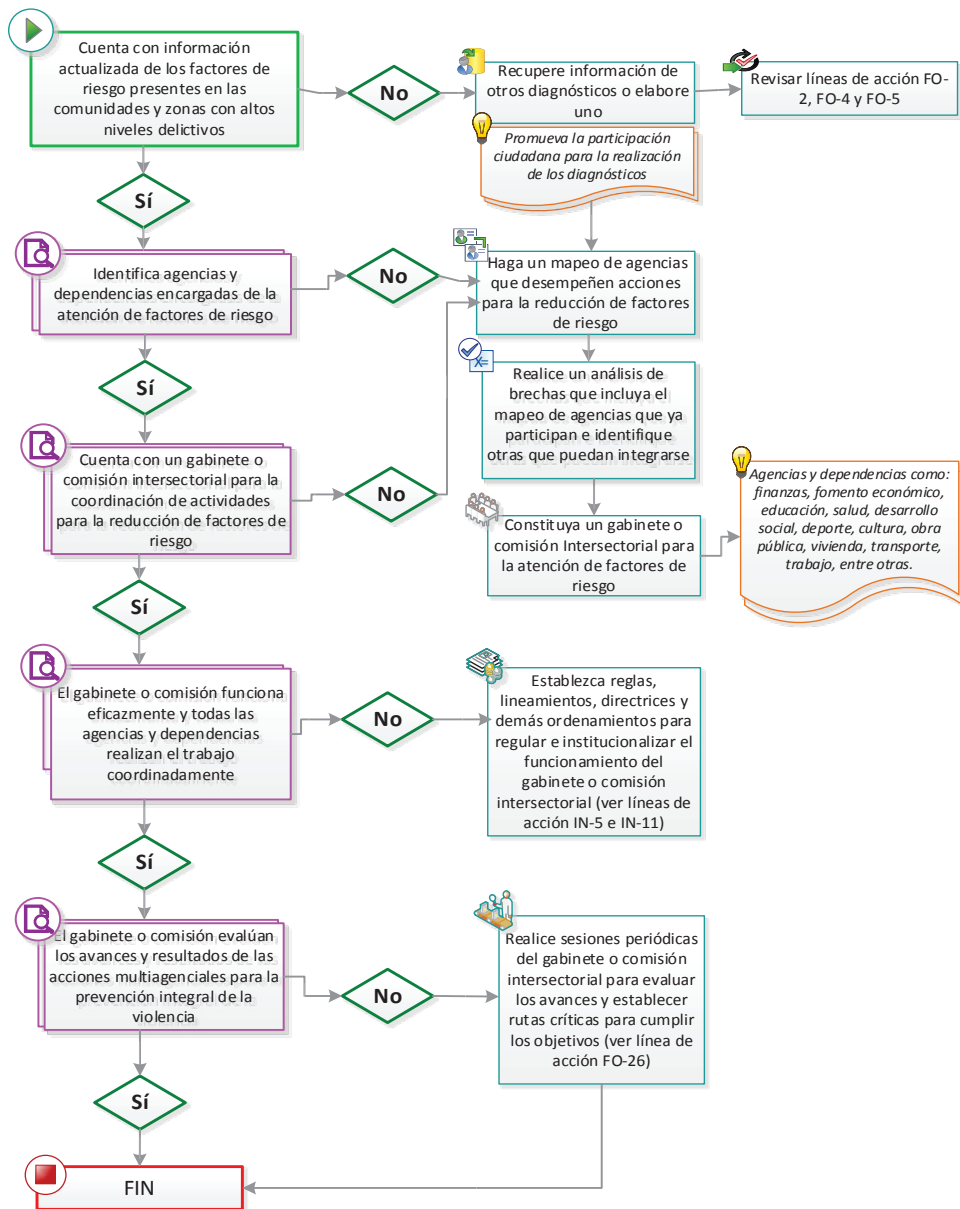 Cuenta con información
actualizada de los factores de
riesgo presentes en las
comunidades y zonas con altos
niveles delictivos
No
Recupere información de
otros diagnósticos o elabore
uno
Revisar líneas de acción FO-
2, FO-4 y FO-5
Promueva la participación
ciudadana para la realización
de los diagnósticos
Sí
Identifica agencias y
dependencias encargadas de la
atención de factores de riesgo
No
Haga un mapeo de agencias
que desempeñen acciones
para la reducción de factores
de riesgo
Sí
Realice un análisis de
brechas que incluya el
mapeo de agencias que ya
participan e identifique
otras que puedan integrarse
Cuenta con un gabinete o
comisión intersectorial para la
coordinación de actividades
para la reducción de factores de
riesgo
No
Constituya un gabinete o
comisión Intersectorial para
la atención de factores de
riesgo
Agencias y dependencias como:
finanzas, fomento económico,
educación, salud, desarrollo
social, deporte, cultura, obra
pública, vivienda, transporte,
trabajo, entre otras.
Sí
El gabinete o comisión funciona
eficazmente y todas las
agencias y dependencias
realizan el trabajo
coordinadamente
No
Establezca reglas,
lineamientos, directrices y
demás ordenamientos para
regular e institucionalizar el
funcionamiento del
gabinete o comisión
intersectorial (ver líneas de
acción IN-5 e IN-11)
Sí
El gabinete o comisión evalúan
los avances y resultados de las
acciones multiagenciales para la
prevención integral de la
violencia
No
Realice sesiones periódicas
del gabinete o comisión
intersectorial para evaluar
los avances y establecer
rutas críticas para cumplir
los objetivos (ver línea de
acción FO-26)
Sí
FIN